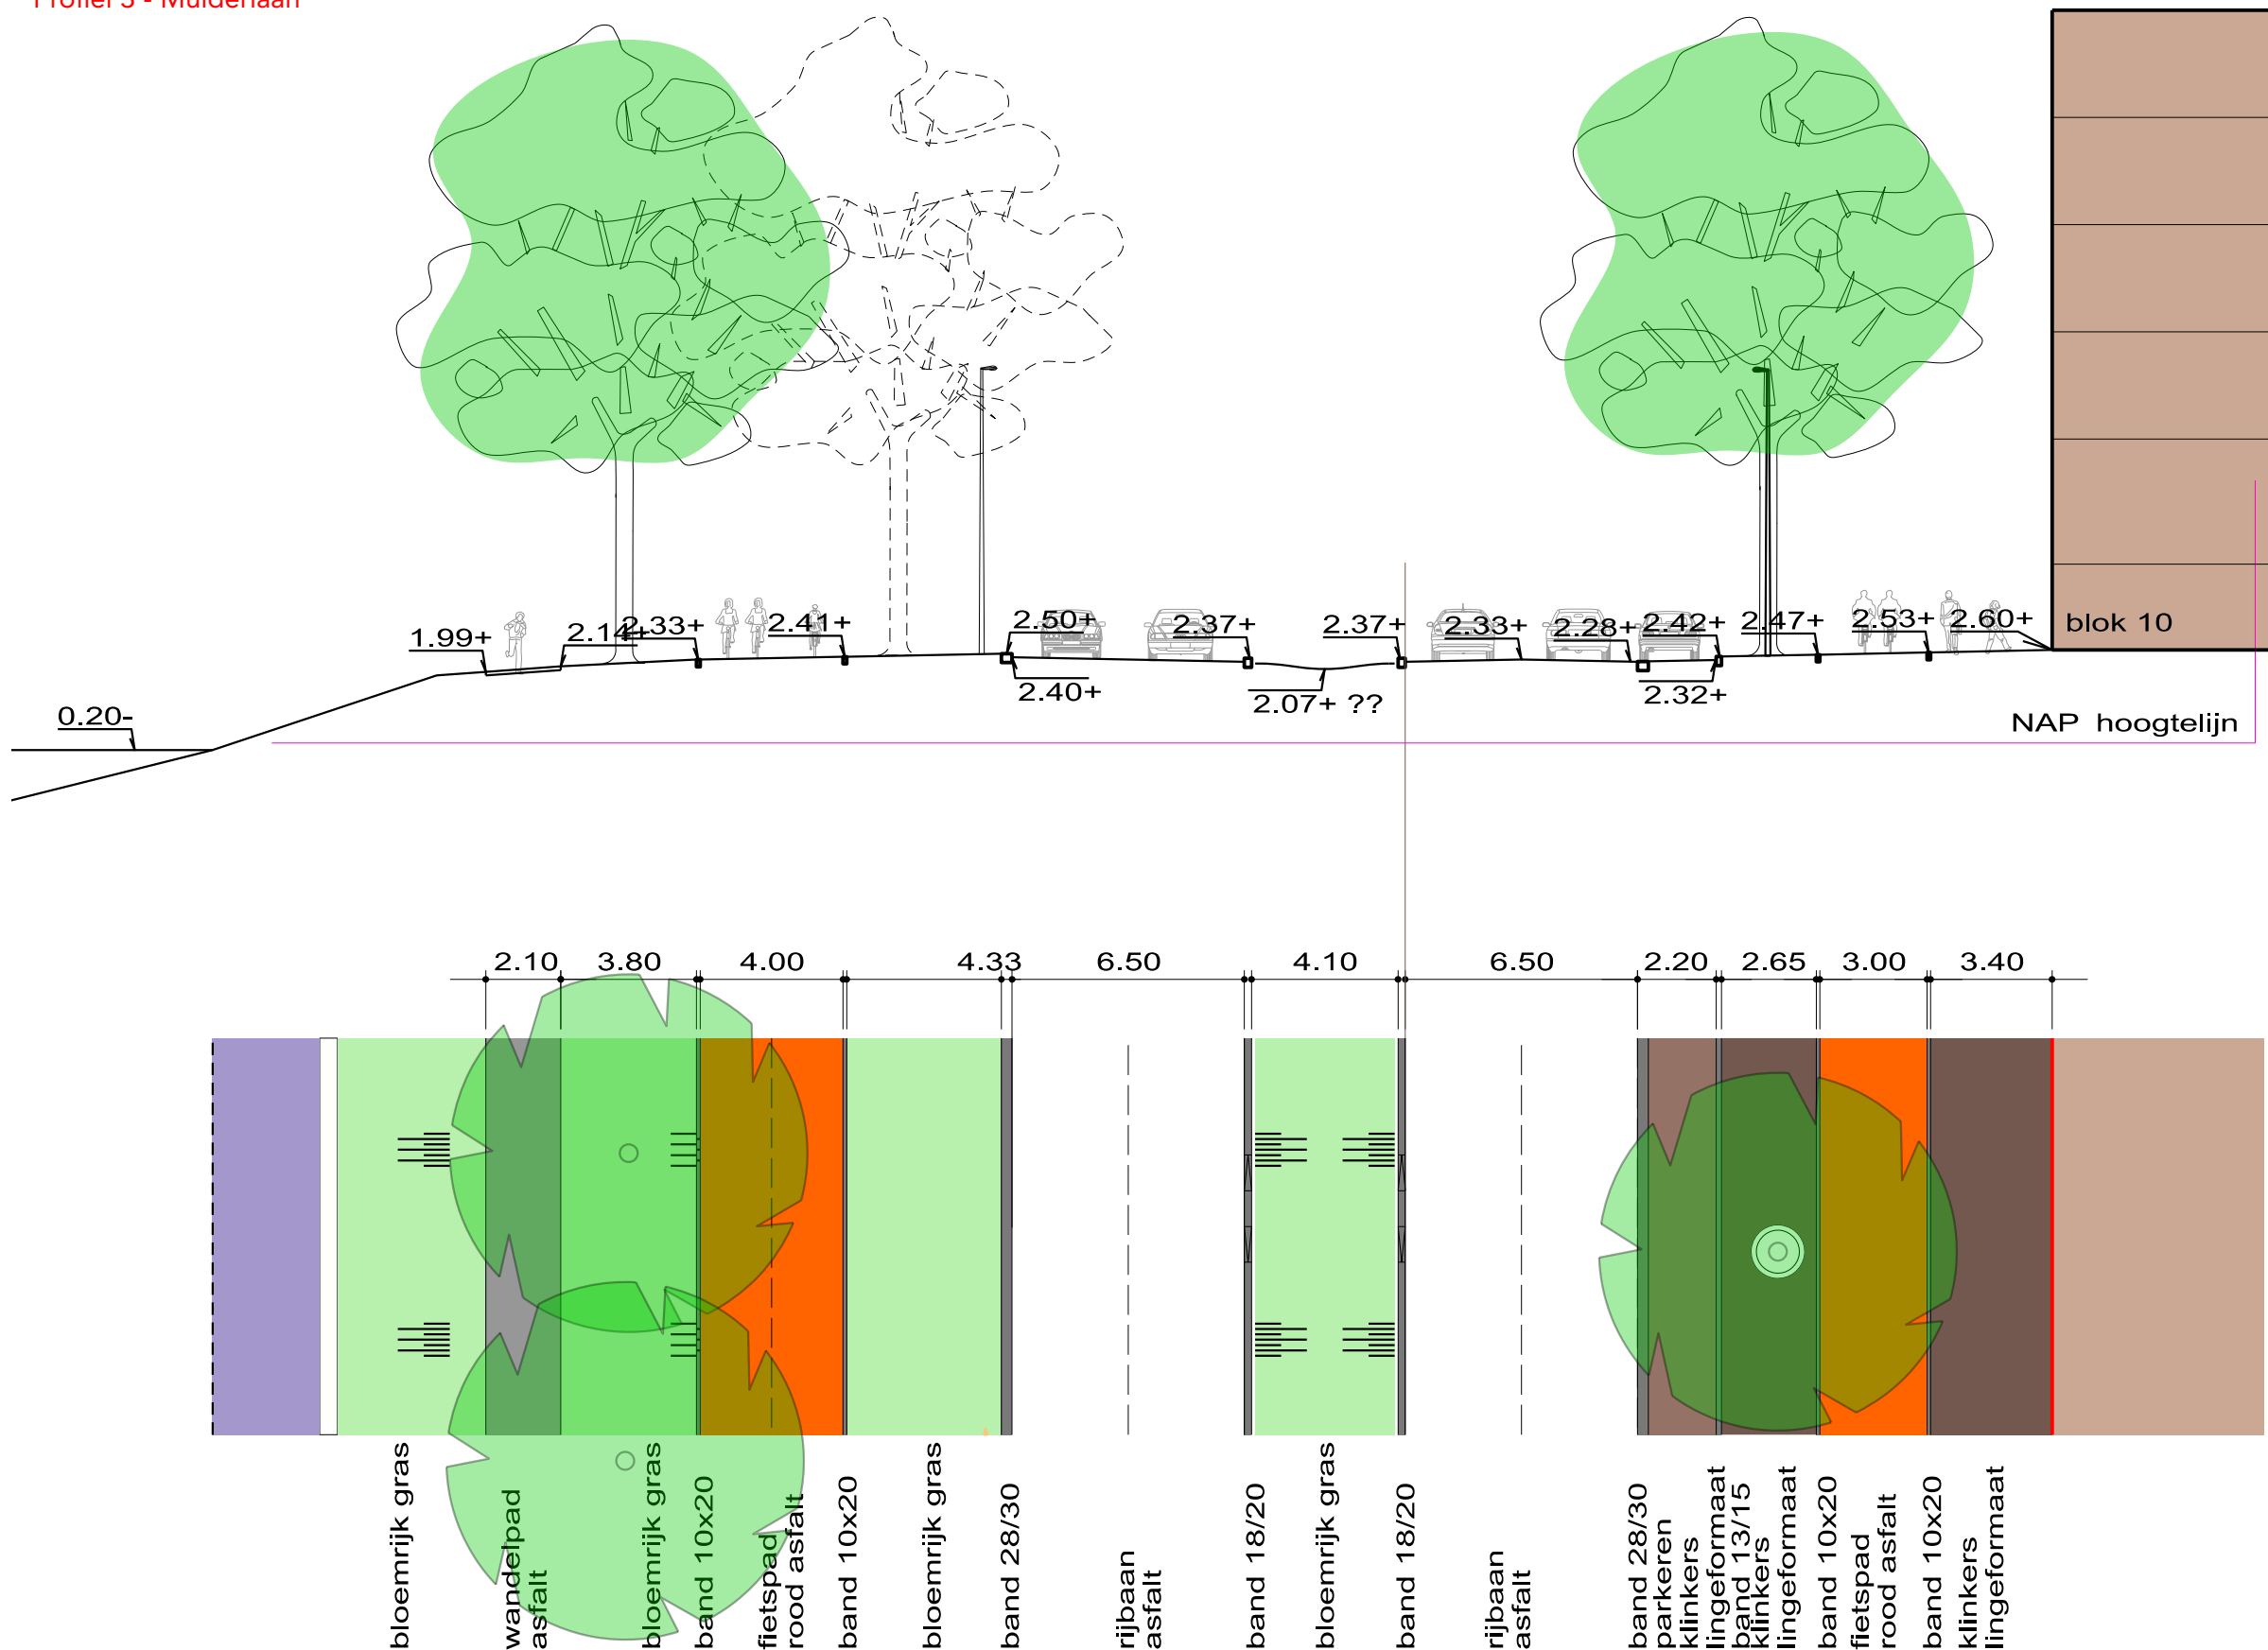 Profiel 3 - Mulderlaan
1.99+
2.14+
2.33+
2.41+
2.50+
2.37+
2.37+
2.33+
2.28+
2.42+
2.47+
2.53+
2.60+
blok 10
2.40+
2.07+ ??
2.32+
0.20-
NAP hoogtelijn
2.10
3.80
4.00
4.33
6.50
4.10
6.50
2.20
2.65
3.00
3.40
bloemrijk gras
wandelpad
asfalt
bloemrijk gras
band 10x20
fietspad
rood asfalt
band 10x20
bloemrijk gras
band 28/30
rijbaan
asfalt
band 18/20
bloemrijk gras
band 18/20
rijbaan
asfalt
band 28/30
parkeren
klinkers
lingeformaat
band 13/15
klinkers
lingeformaat
band 10x20
fietspad
rood asfalt
band 10x20
klinkers
lingeformaat